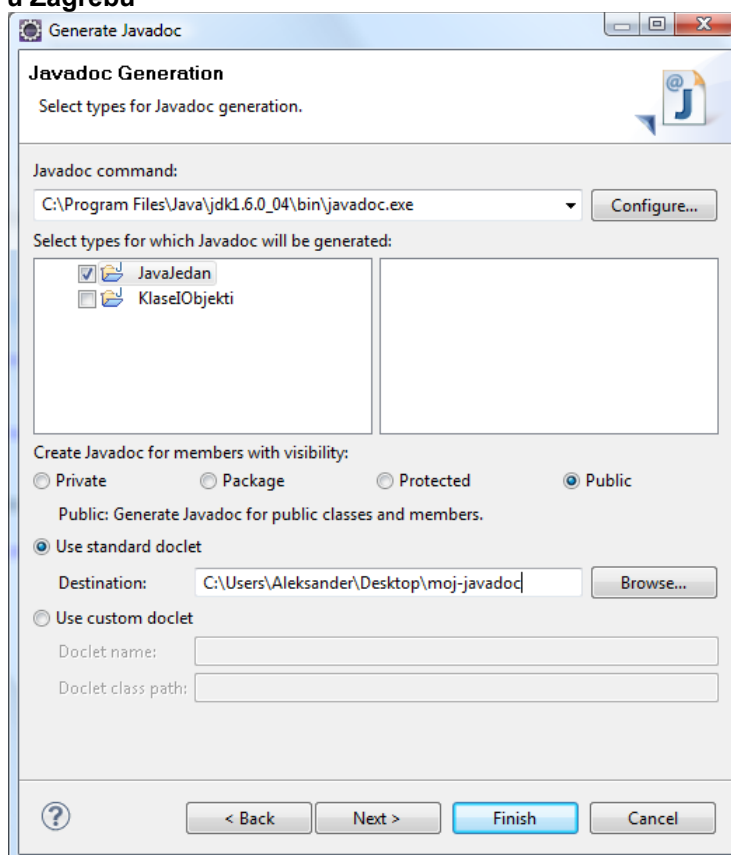 u Zagrebu
Generate Javadoc
Javadoc Generation
Select types for Javadoc generation.
Javadoc command:
C:\Program Files\Java\jdk1.6.0_04\bin\javadoc.exe
Configure...
Select types for which Javadoc will be generated:
JavaJedan
KlaseIObjekti
Create Javadoc for members with visibility:
Private Package Protected Public
Public: Generate Javadoc for public classes and members.
Use standard doclet
Destination: C:\Users\Aleksander\Desktop\moj-javadoc Browse...
Use custom doclet
Doclet name:
Doclet class path:
< Back Next > Finish Cancel